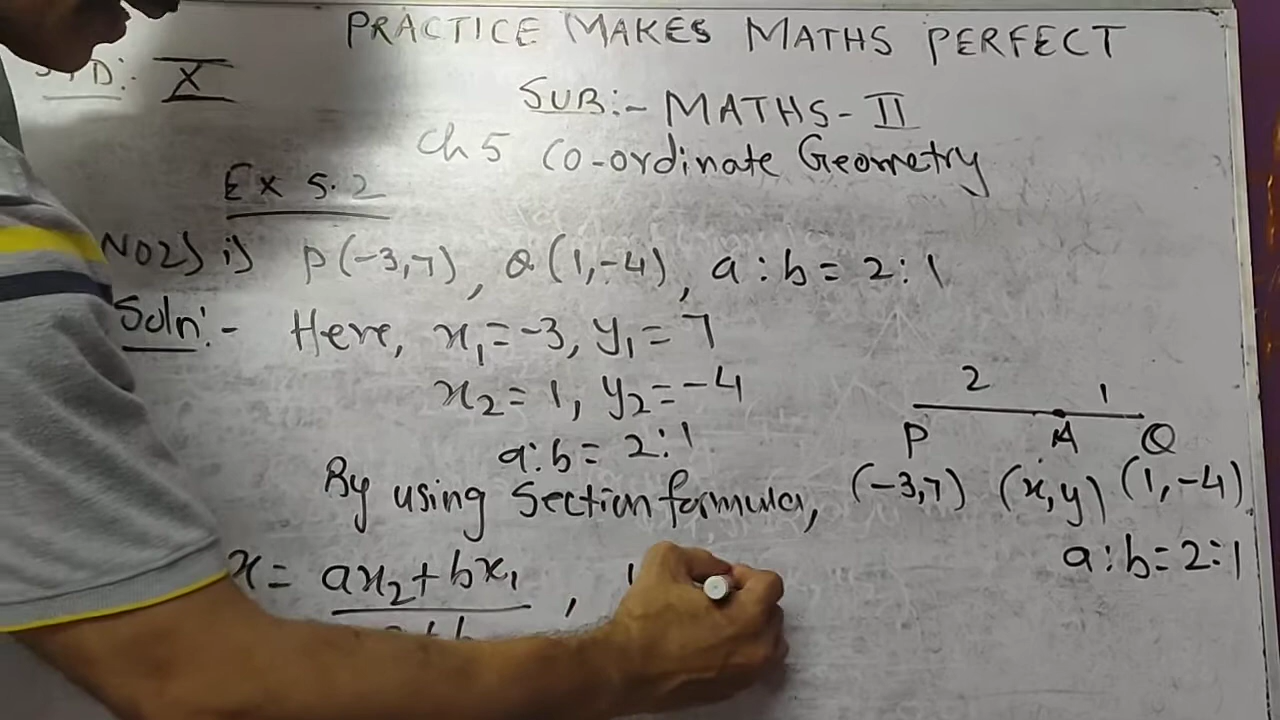 PRACTICE MAKES MATHS PERFECT
STD: X
SUB:- MATHS-II
Ch 5 Co-ordinate Geometry
Ex 5.2
NO2) i) P(-3,7), Q(1,-4), a:b=2:1
Soln:- Here, x₁=-3, y₁=7
x₂=1, y₂=-4
a:b=2:1
2 1
P A Q
(-3,7) (x,y) (1,-4)
a:b=2:1
By using Section formula,
x= ax₂+bx₁ ,
a+b